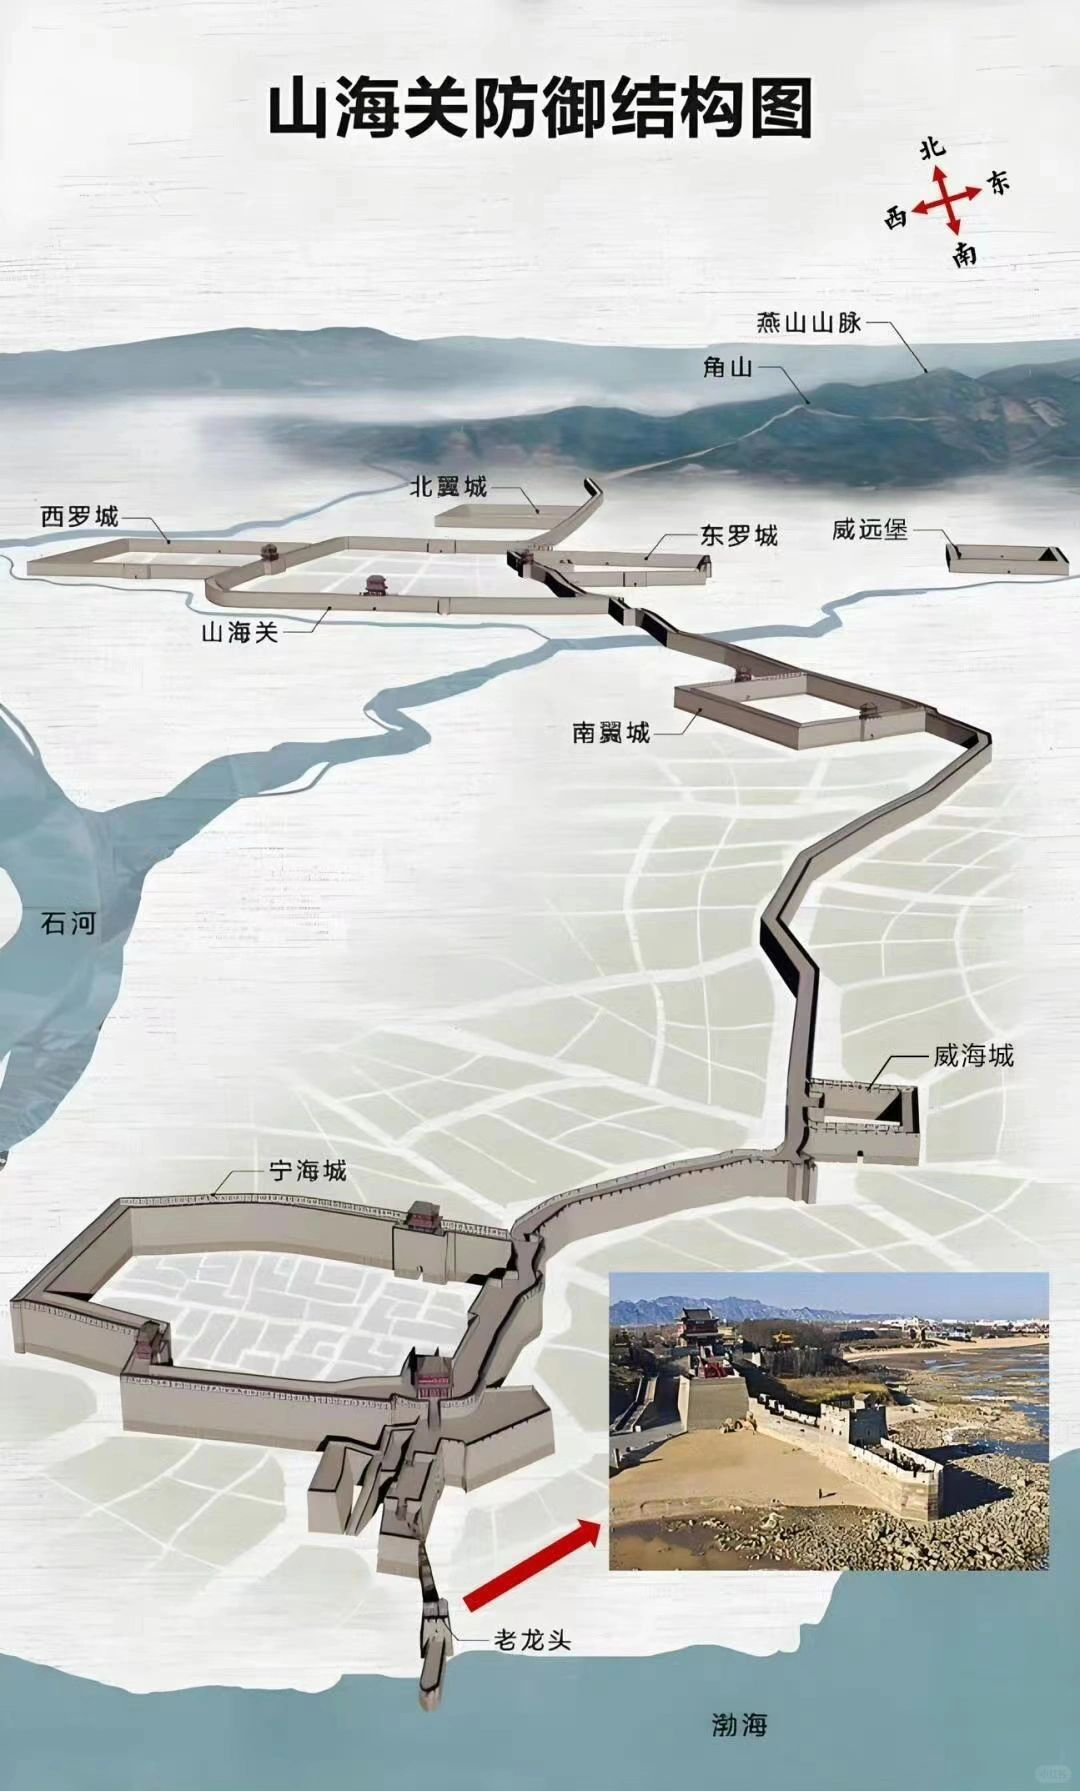 山海关防御结构图
北
东
西
南
燕山山脉
角山
北翼城
西罗城
东罗城
威远堡
山海关
南翼城
石河
威海城
宁海城
老龙头
渤海